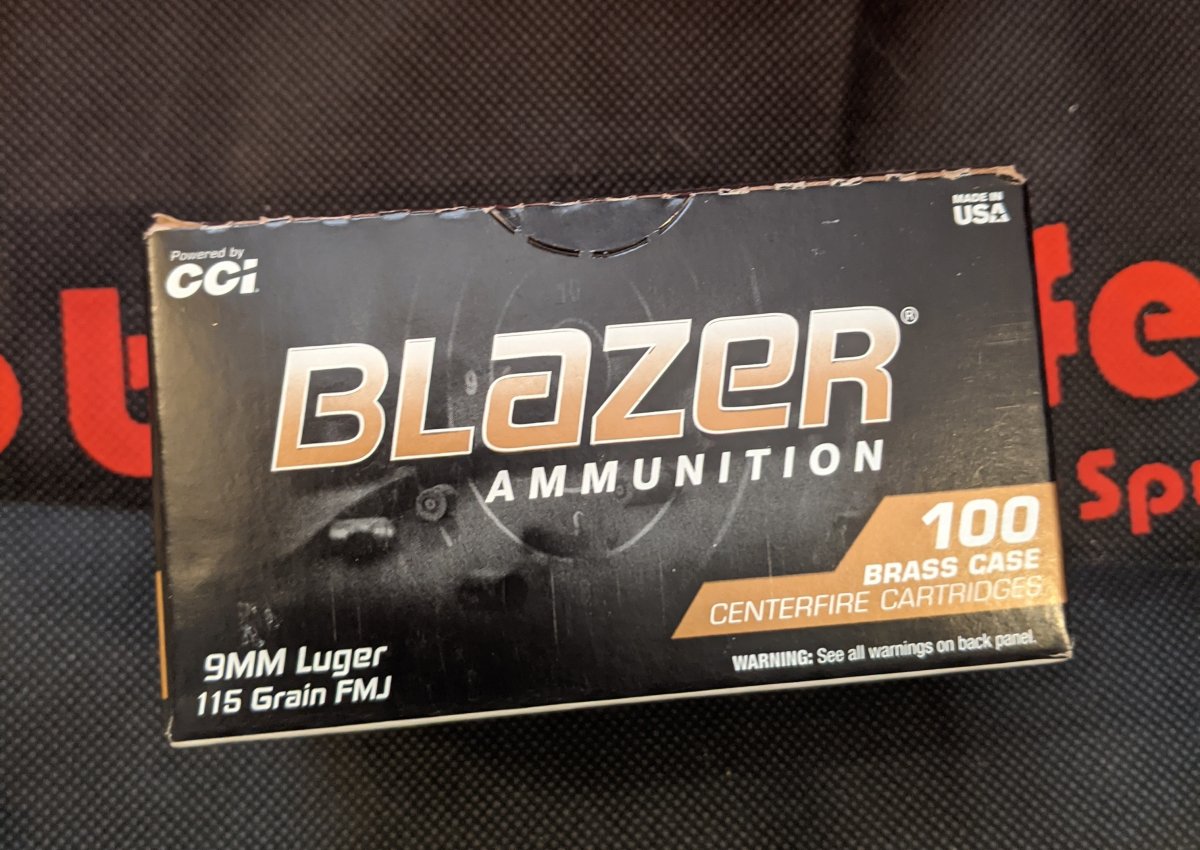 Powered by
CCI
MADE IN
USA
BLazeR®
AMMUNITION
100
BRASS CASE
CENTERFIRE CARTRIDGES
9MM Luger
115 Grain FMJ
WARNING: See all warnings on back panel.